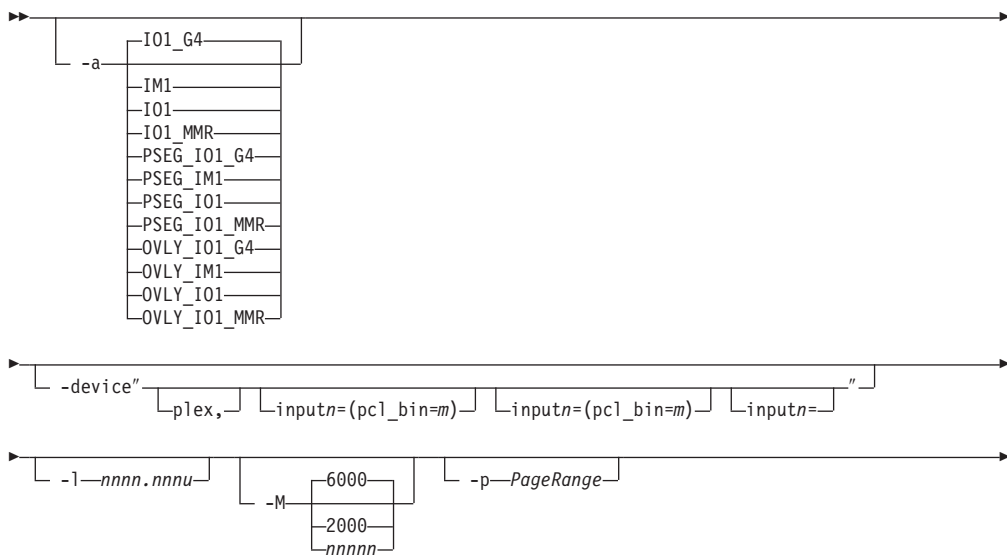 IO1_G4
-a
IM1
IO1
IO1_MMR
PSEG_IO1_G4
PSEG_IM1
PSEG_IO1
PSEG_IO1_MMR
OVLY_IO1_G4
OVLY_IM1
OVLY_IO1
OVLY_IO1_MMR
-device" plex, inputn=(pcl_bin=m) inputn=(pcl_bin=m) inputn= "
-l nnnn.nnnu -M 6000 -p PageRange
2000
nnnnn